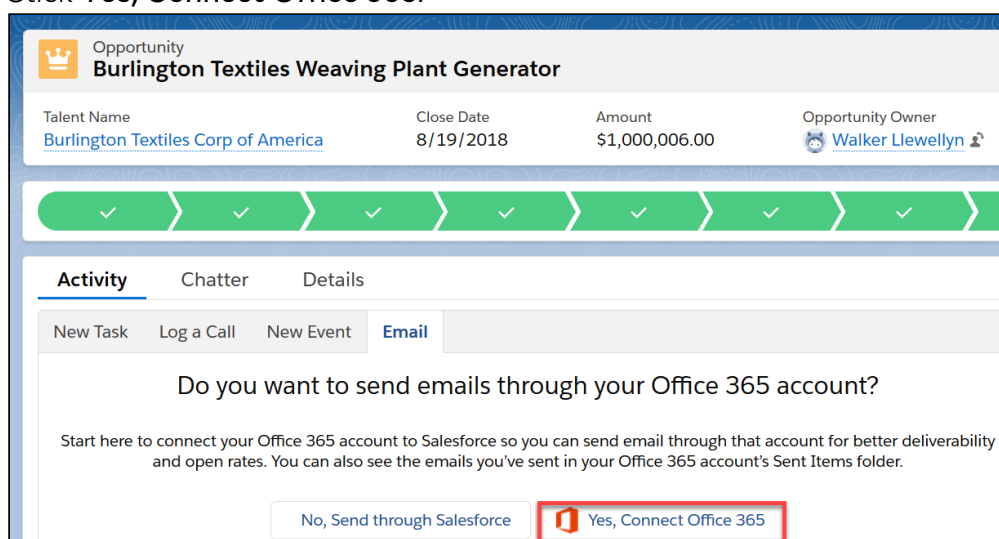 Click Yes, Connect Office 365.
Opportunity
Burlington Textiles Weaving Plant Generator
Talent Name
Close Date
Amount
Opportunity Owner
Burlington Textiles Corp of America
8/19/2018
$1,000,006.00
Walker Llewellyn
Activity Chatter Details
New Task Log a Call New Event Email
Do you want to send emails through your Office 365 account?
Start here to connect your Office 365 account to Salesforce so you can send email through that account for better deliverability
and open rates. You can also see the emails you've sent in your Office 365 account's Sent Items folder.
No, Send through Salesforce
Yes, Connect Office 365